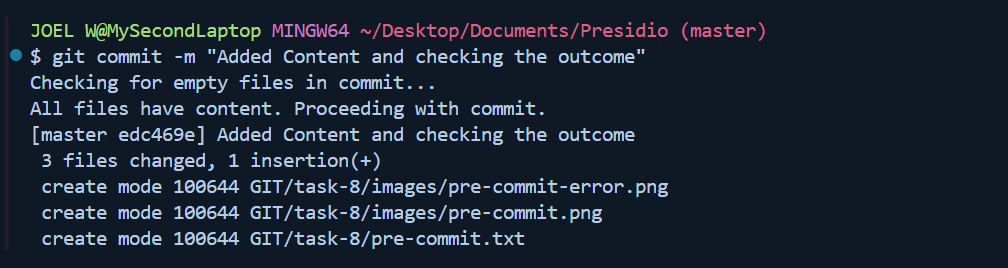 JOEL W@MySecondLaptop MINGW64 ~/Desktop/Documents/Presidio (master)
$ git commit -m "Added Content and checking the outcome"
Checking for empty files in commit...
All files have content. Proceeding with commit.
[master edc469e] Added Content and checking the outcome
 3 files changed, 1 insertion(+)
 create mode 100644 GIT/task-8/images/pre-commit-error.png
 create mode 100644 GIT/task-8/images/pre-commit.png
 create mode 100644 GIT/task-8/pre-commit.txt